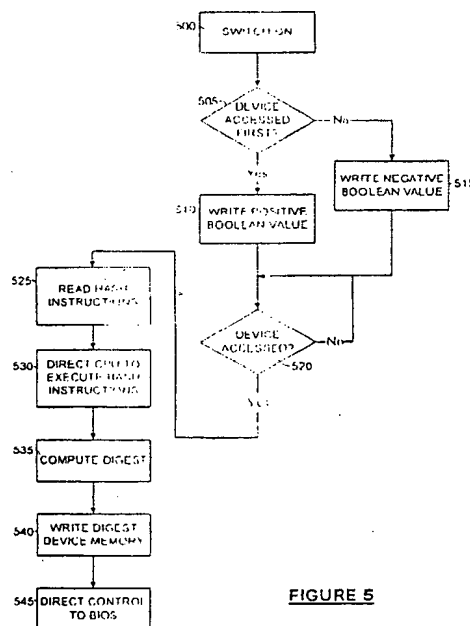 500
SWITCH ON
505
DEVICE
ACCESSED
FIRST?
No
Yes
510
WRITE POSITIVE
BOOLEAN VALUE
WRITE NEGATIVE
BOOLEAN VALUE
515
DEVICE
ACCESSED?
No
520
Yes
525
READ HASH
INSTRUCTIONS
530
DIRECT CPU TO
EXECUTE HASH
INSTRUCTIONS
535
COMPUTE DIGEST
540
WRITE DIGEST
DEVICE MEMORY
545
DIRECT CONTROL
TO BIOS
FIGURE 5